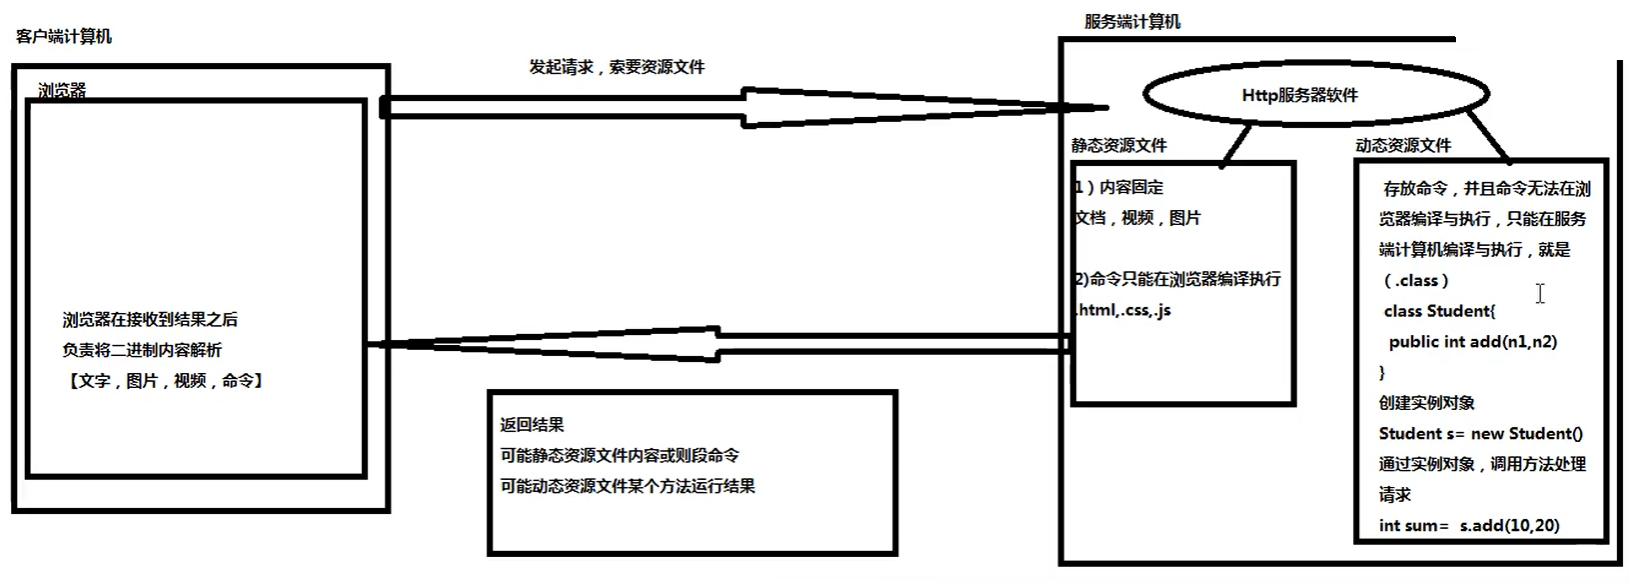 客户端计算机
浏览器
浏览器在接收到结果之后
负责将二进制内容解析
【文字，图片，视频，命令】
发起请求，索要资源文件
返回结果
可能静态资源文件内容或则段命令
可能动态资源文件某个方法运行结果
服务端计算机
Http服务器软件
静态资源文件
1）内容固定
文档，视频，图片
2)命令只能在浏览器编译执行
.html,.css,.js
动态资源文件
存放命令，并且命令无法在浏
览器编译与执行，只能在服务
端计算机编译与执行，就是
（.class）
class Student{
public int add(n1,n2)
}
创建实例对象
Student s= new Student()
通过实例对象，调用方法处理
请求
int sum= s.add(10,20)